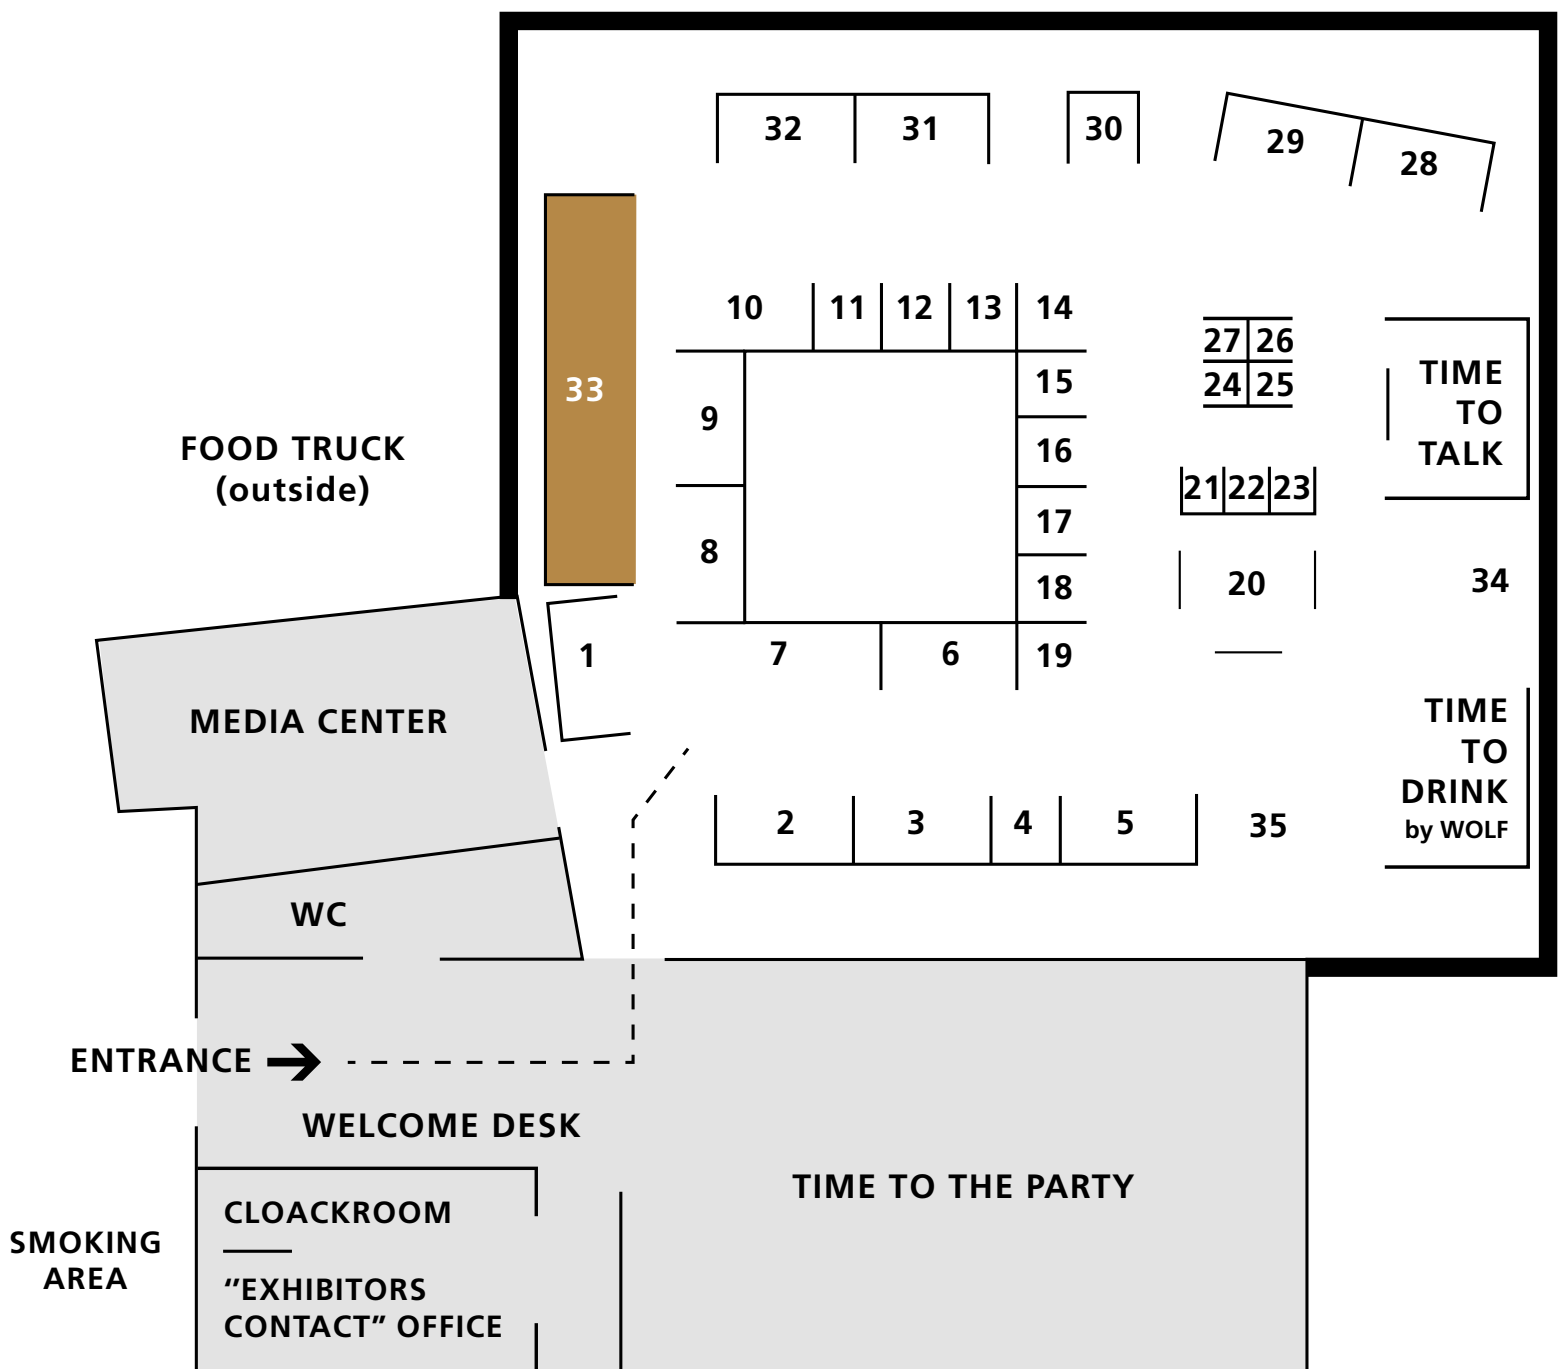 32
31
30
29
28
33
10
11
12
13
14
27
26
24
25
15
TIME
TO
TALK
9
16
FOOD TRUCK
(outside)
21
22
23
17
8
18
20
34
1
7
6
19
MEDIA CENTER
TIME
TO
DRINK
by WOLF
2
3
4
5
35
WC
ENTRANCE
WELCOME DESK
TIME TO THE PARTY
CLOACKROOM
SMOKING
AREA
”EXHIBITORS
CONTACT” OFFICE